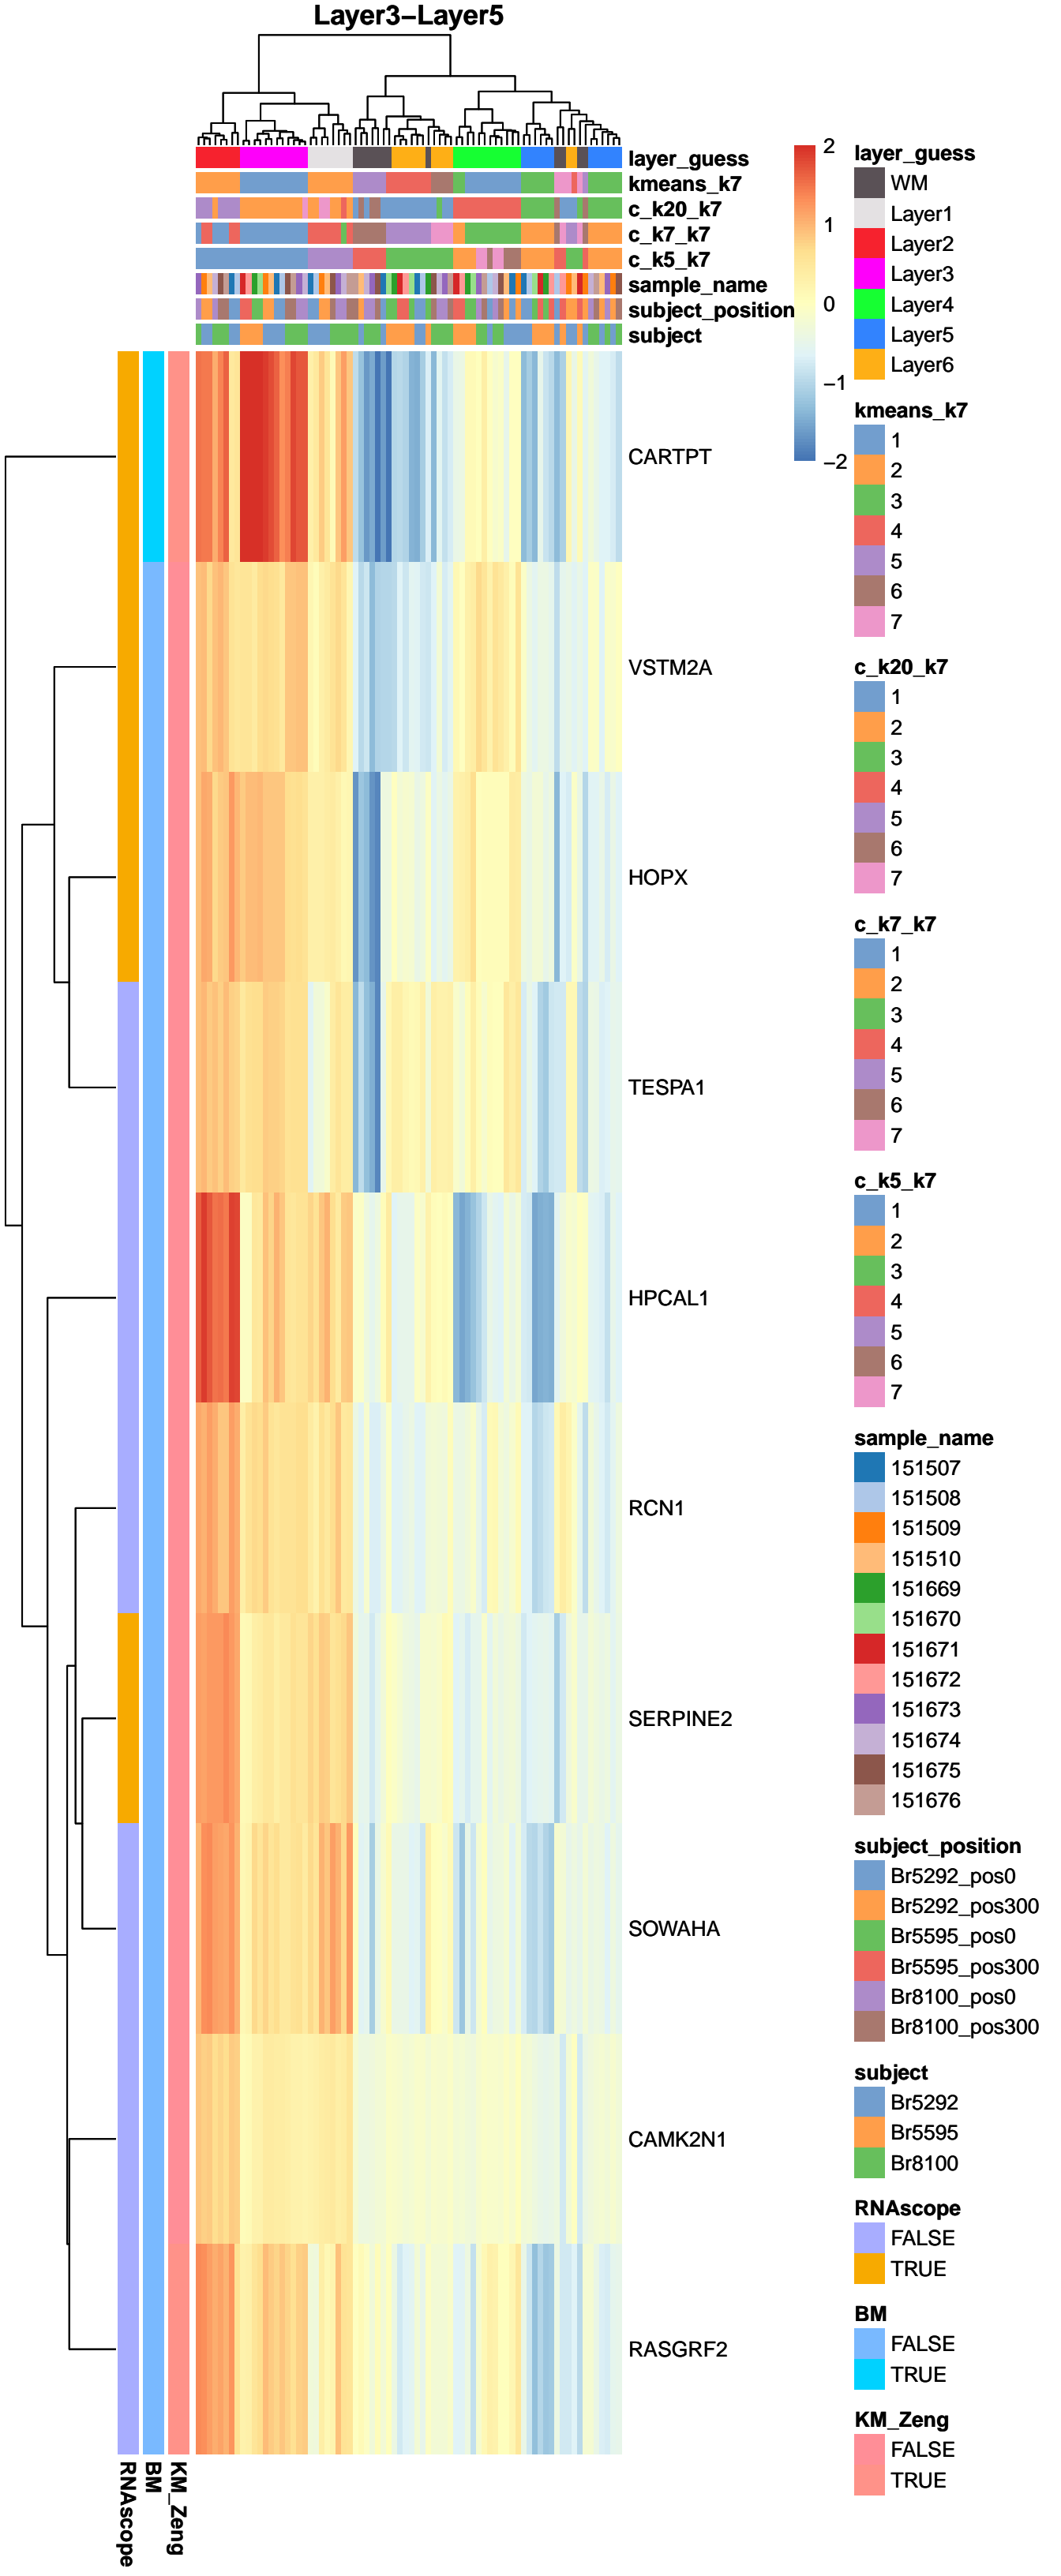 Layer3−Layer5
layer_guess
kmeans_k7
c_k20_k7
c_k7_k7
c_k5_k7
sample_name
subject_position
subject
CARTPT
VSTM2A
HOPX
TESPA1
HPCAL1
RCN1
SERPINE2
SOWAHA
CAMK2N1
RASGRF2
RNAscope
BM
KM_Zeng
2
1
0
−1
−2
layer_guess
WM
Layer1
Layer2
Layer3
Layer4
Layer5
Layer6
kmeans_k7
1
2
3
4
5
6
7
c_k20_k7
1
2
3
4
5
6
7
c_k7_k7
1
2
3
4
5
6
7
c_k5_k7
1
2
3
4
5
6
7
sample_name
151507
151508
151509
151510
151669
151670
151671
151672
151673
151674
151675
151676
subject_position
Br5292_pos0
Br5292_pos300
Br5595_pos0
Br5595_pos300
Br8100_pos0
Br8100_pos300
subject
Br5292
Br5595
Br8100
RNAscope
FALSE
TRUE
BM
FALSE
TRUE
KM_Zeng
FALSE
TRUE